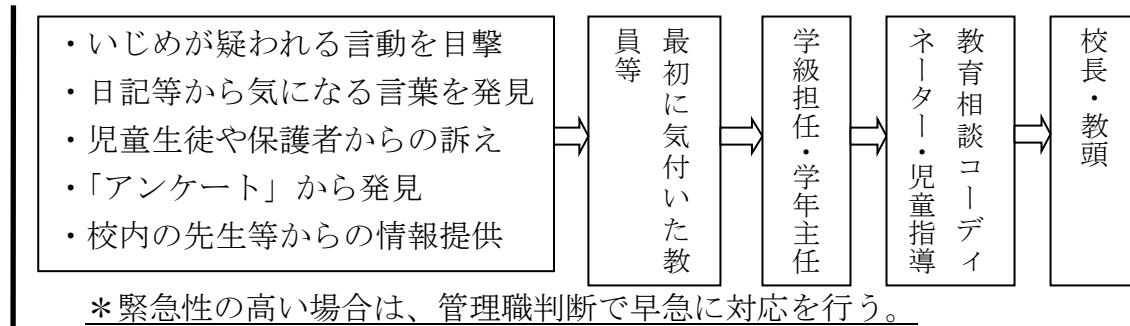 ・いじめが疑われる言動を目撃
・日記等から気になる言葉を発見
・児童生徒や保護者からの訴え
・「アンケート」から発見
・校内の先生等からの情報提供
最初に気付いた教
員等
学級担任・学年主任
教育相談コーディ
ネーター・児童指導
校長・教頭
＊緊急性の高い場合は、管理職判断で早急に対応を行う。